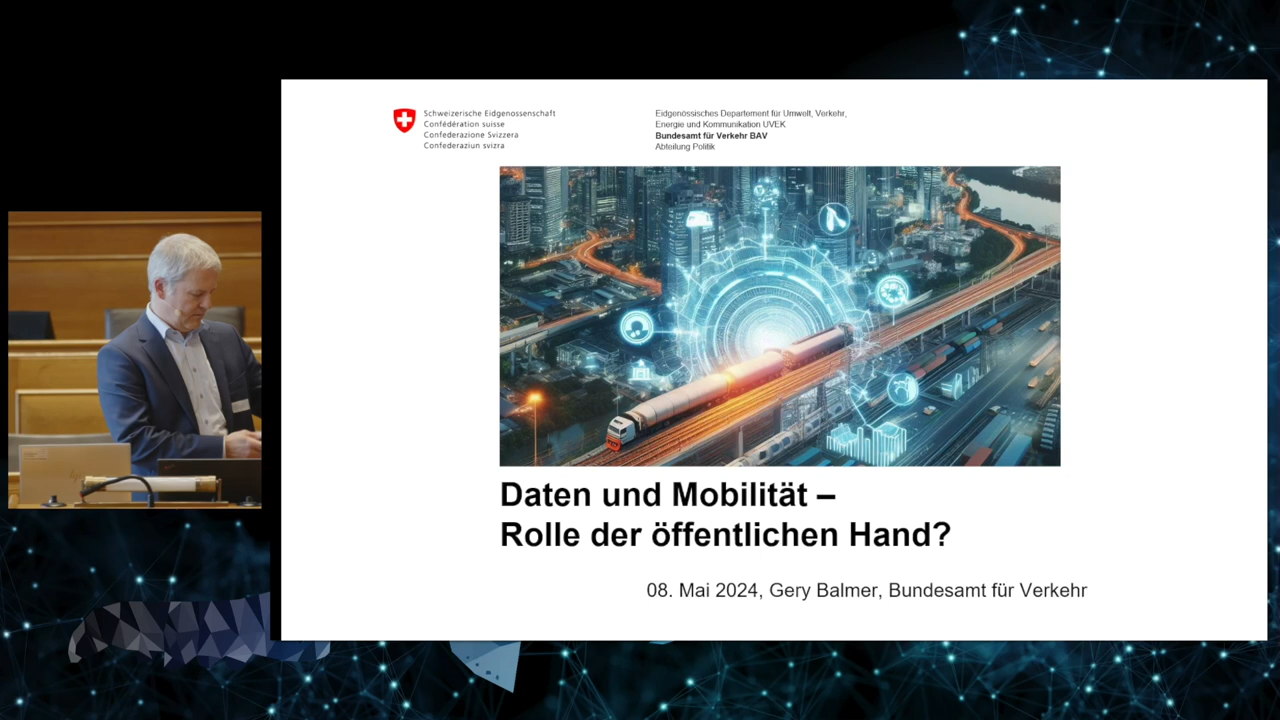 Schweizerische Eidgenossenschaft
Confédération suisse
Confederazione Svizzera
Confederaziun svizra
Eidgenössisches Departement für Umwelt, Verkehr,
Energie und Kommunikation UVEK
Bundesamt für Verkehr BAV
Abteilung Politik
Daten und Mobilität –
Rolle der öffentlichen Hand?
08. Mai 2024, Gery Balmer, Bundesamt für Verkehr